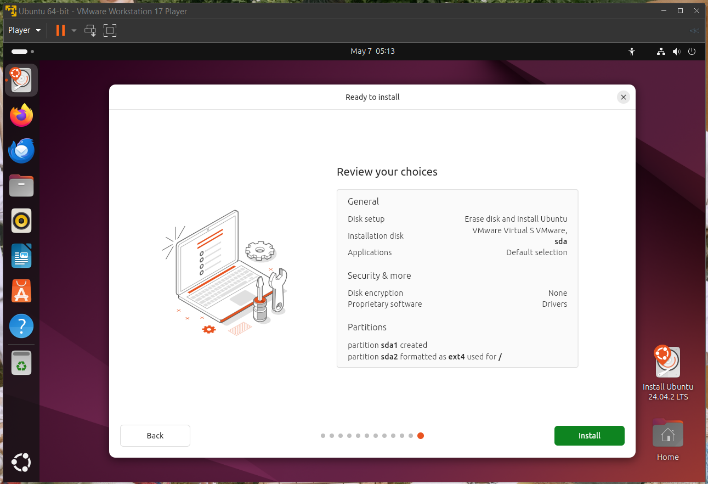 Ubuntu 64-bit - VMware Workstation 17 Player
Player
May 7 05:13
Ready to install
Review your choices
General
Disk setup Erase disk and install Ubuntu
Installation disk VMware Virtual S VMware,
sda
Applications Default selection
Security & more
Disk encryption None
Proprietary software Drivers
Partitions
partition sda1 created
partition sda2 formatted as ext4 used for /
Back
Install
Install Ubuntu
24.04.2 LTS
Home